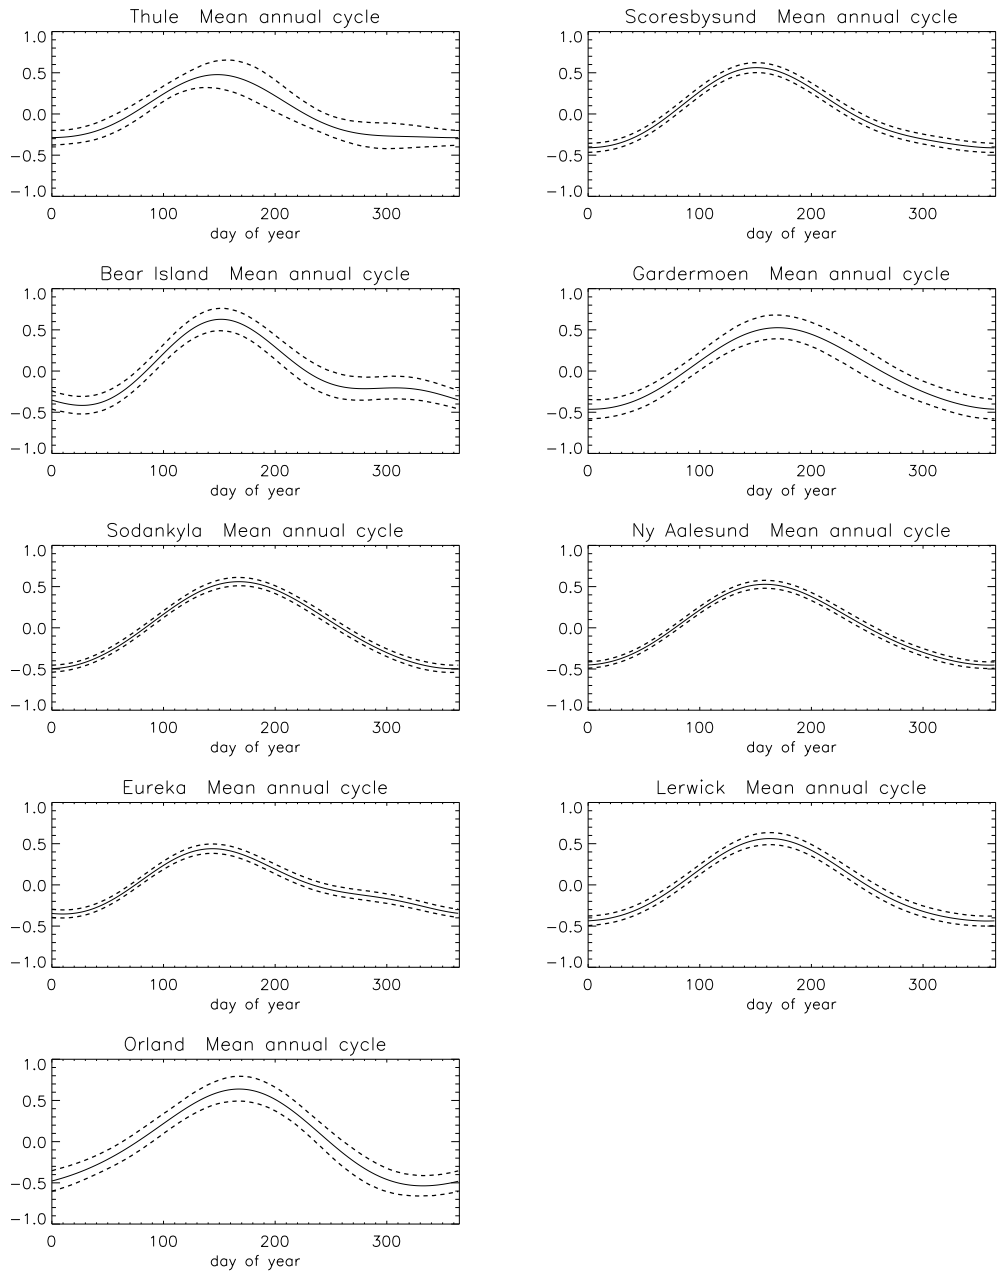 Thule Mean annual cycle
1.0
0.5
0.0
−0.5
−1.0
0 100 200 300
day of year
Scoresbysund Mean annual cycle
1.0
0.5
0.0
−0.5
−1.0
0 100 200 300
day of year
Bear Island Mean annual cycle
1.0
0.5
0.0
−0.5
−1.0
0 100 200 300
day of year
Gardermoen Mean annual cycle
1.0
0.5
0.0
−0.5
−1.0
0 100 200 300
day of year
Sodankyla Mean annual cycle
1.0
0.5
0.0
−0.5
−1.0
0 100 200 300
day of year
Ny Aalesund Mean annual cycle
1.0
0.5
0.0
−0.5
−1.0
0 100 200 300
day of year
Eureka Mean annual cycle
1.0
0.5
0.0
−0.5
−1.0
0 100 200 300
day of year
Lerwick Mean annual cycle
1.0
0.5
0.0
−0.5
−1.0
0 100 200 300
day of year
Orland Mean annual cycle
1.0
0.5
0.0
−0.5
−1.0
0 100 200 300
day of year